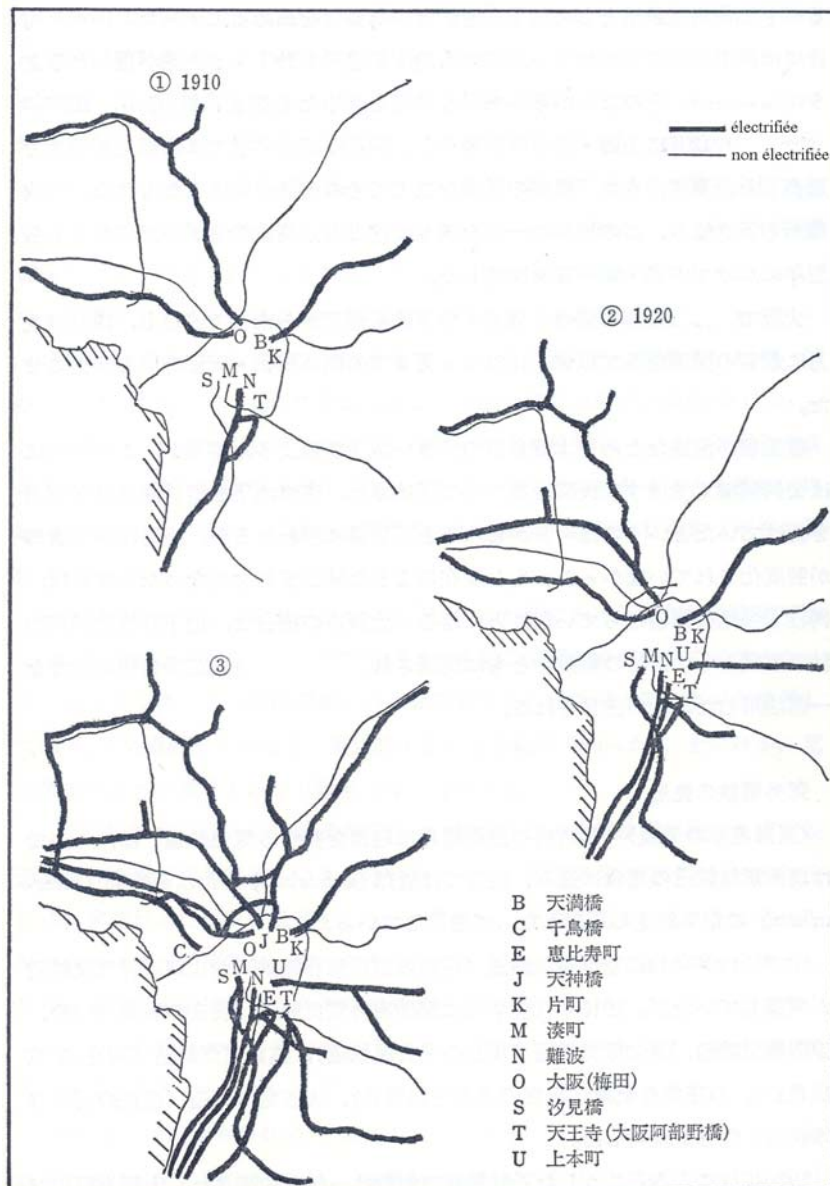 ① 1910
électrifiée
non électrifiée
O B
K
S M N
T
② 1920
O
B K
S M N U
E
T
③
C
O J B
K
M U
S N
E T
B 天満橋
C 千鳥橋
E 恵比寿町
J 天神橋
K 片町
M 湊町
N 難波
O 大阪(梅田)
S 汐見橋
T 天王寺(大阪阿部野橋)
U 上本町